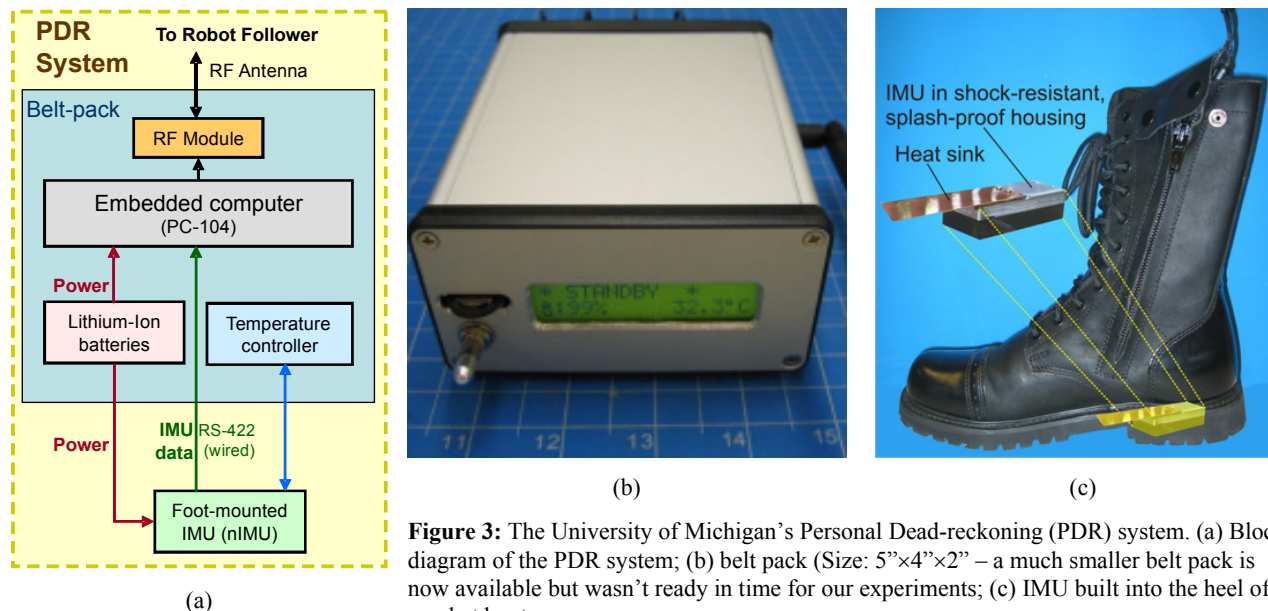 PDR
System
To Robot Follower
RF Antenna
Belt-pack
RF Module
Embedded computer
(PC-104)
Power
Lithium-Ion
batteries
Temperature
controller
Power
IMU
data
RS-422
(wired)
Foot-mounted
IMU (nIMU)
(a)
* STANDBY *
:99% 32.3°C
11 12 13 14 15
(b)
IMU in shock-resistant,
splash-proof housing
Heat sink
(c)
Figure 3: The University of Michigan’s Personal Dead-reckoning (PDR) system. (a) Bloc
diagram of the PDR system; (b) belt pack (Size: 5”×4”×2” – a much smaller belt pack is
now available but wasn’t ready in time for our experiments; (c) IMU built into the heel of